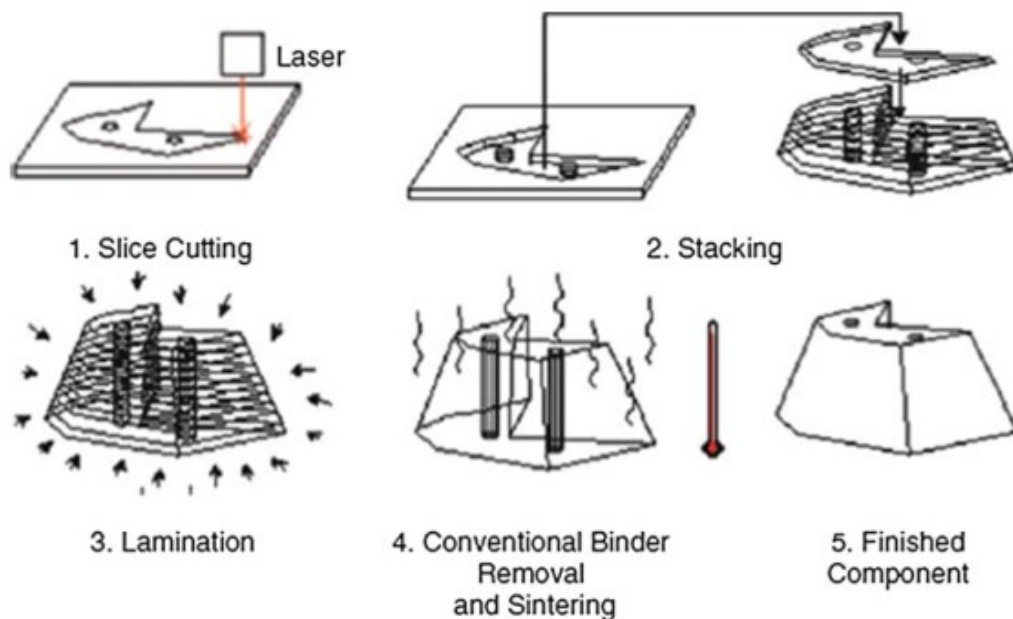 Laser
1. Slice Cutting
2. Stacking
3. Lamination
4. Conventional Binder
Removal
and Sintering
5. Finished
Component